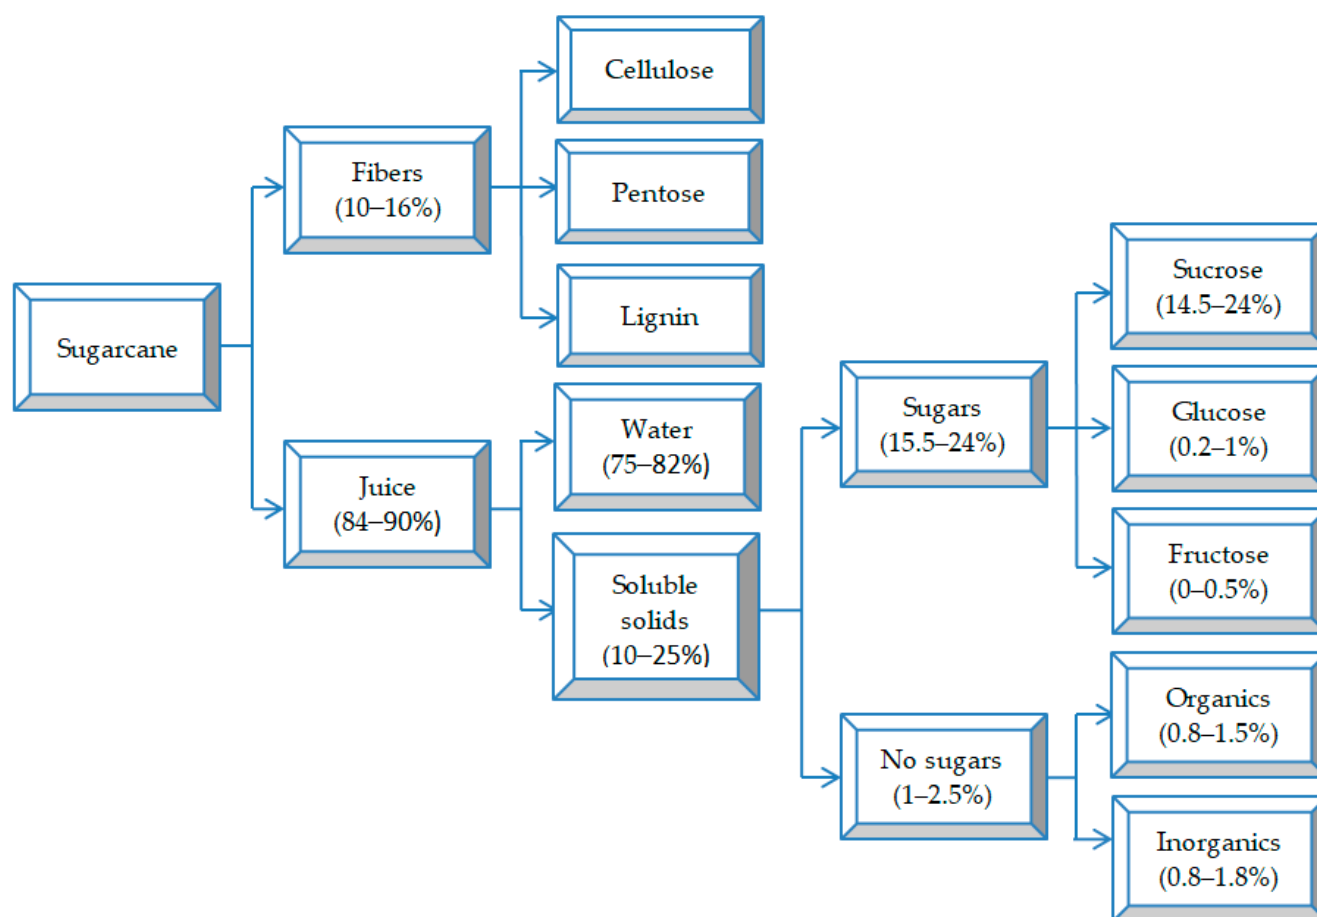 Sugarcane
Fibers
(10–16%)
Juice
(84–90%)
Cellulose
Pentose
Lignin
Water
(75–82%)
Soluble
solids
(10–25%)
Sugars
(15.5–24%)
No sugars
(1–2.5%)
Sucrose
(14.5–24%)
Glucose
(0.2–1%)
Fructose
(0–0.5%)
Organics
(0.8–1.5%)
Inorganics
(0.8–1.8%)